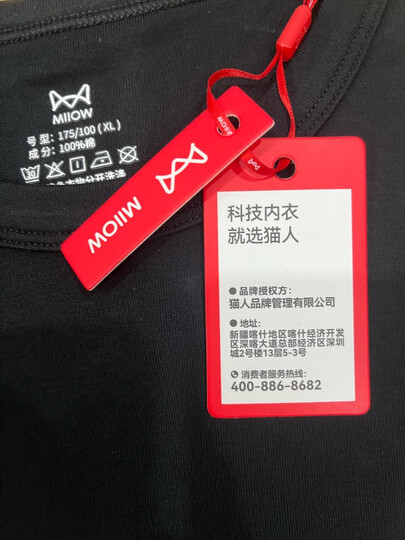 MIIOW
号 型：175/100 (XL)
成 分：100%棉
MIIOW
科技内衣
就选猫人
品牌授权方：
猫人品牌管理有限公司
地址：
新疆喀什地区喀什经济开发
区深喀大道总部经济区深圳
城2号楼13层5-3号
消费者服务热线：
400-886-8682